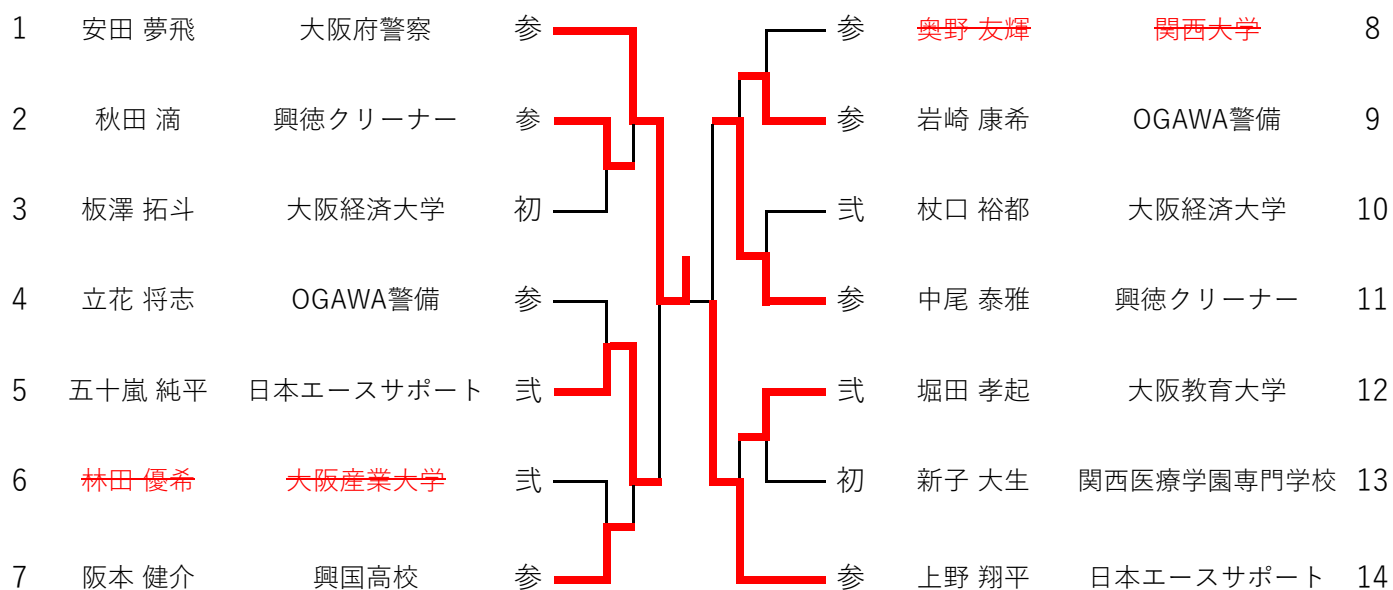 1 安田 夢飛 大阪府警察 参 参 奥野 友輝 関西大学 8
2 秋田 滴 興徳クリーナー 参 参 岩崎 康希 OGAWA警備 9
3 板澤 拓斗 大阪経済大学 初 弐 杖口 裕都 大阪経済大学 10
4 立花 将志 OGAWA警備 参 参 中尾 泰雅 興徳クリーナー 11
5 五十嵐 純平 日本エースサポート 弐 弐 堀田 孝起 大阪教育大学 12
6 林田 優希 大阪産業大学 弐 初 新子 大生 関西医療学園専門学校 13
7 阪本 健介 興国高校 参 参 上野 翔平 日本エースサポート 14